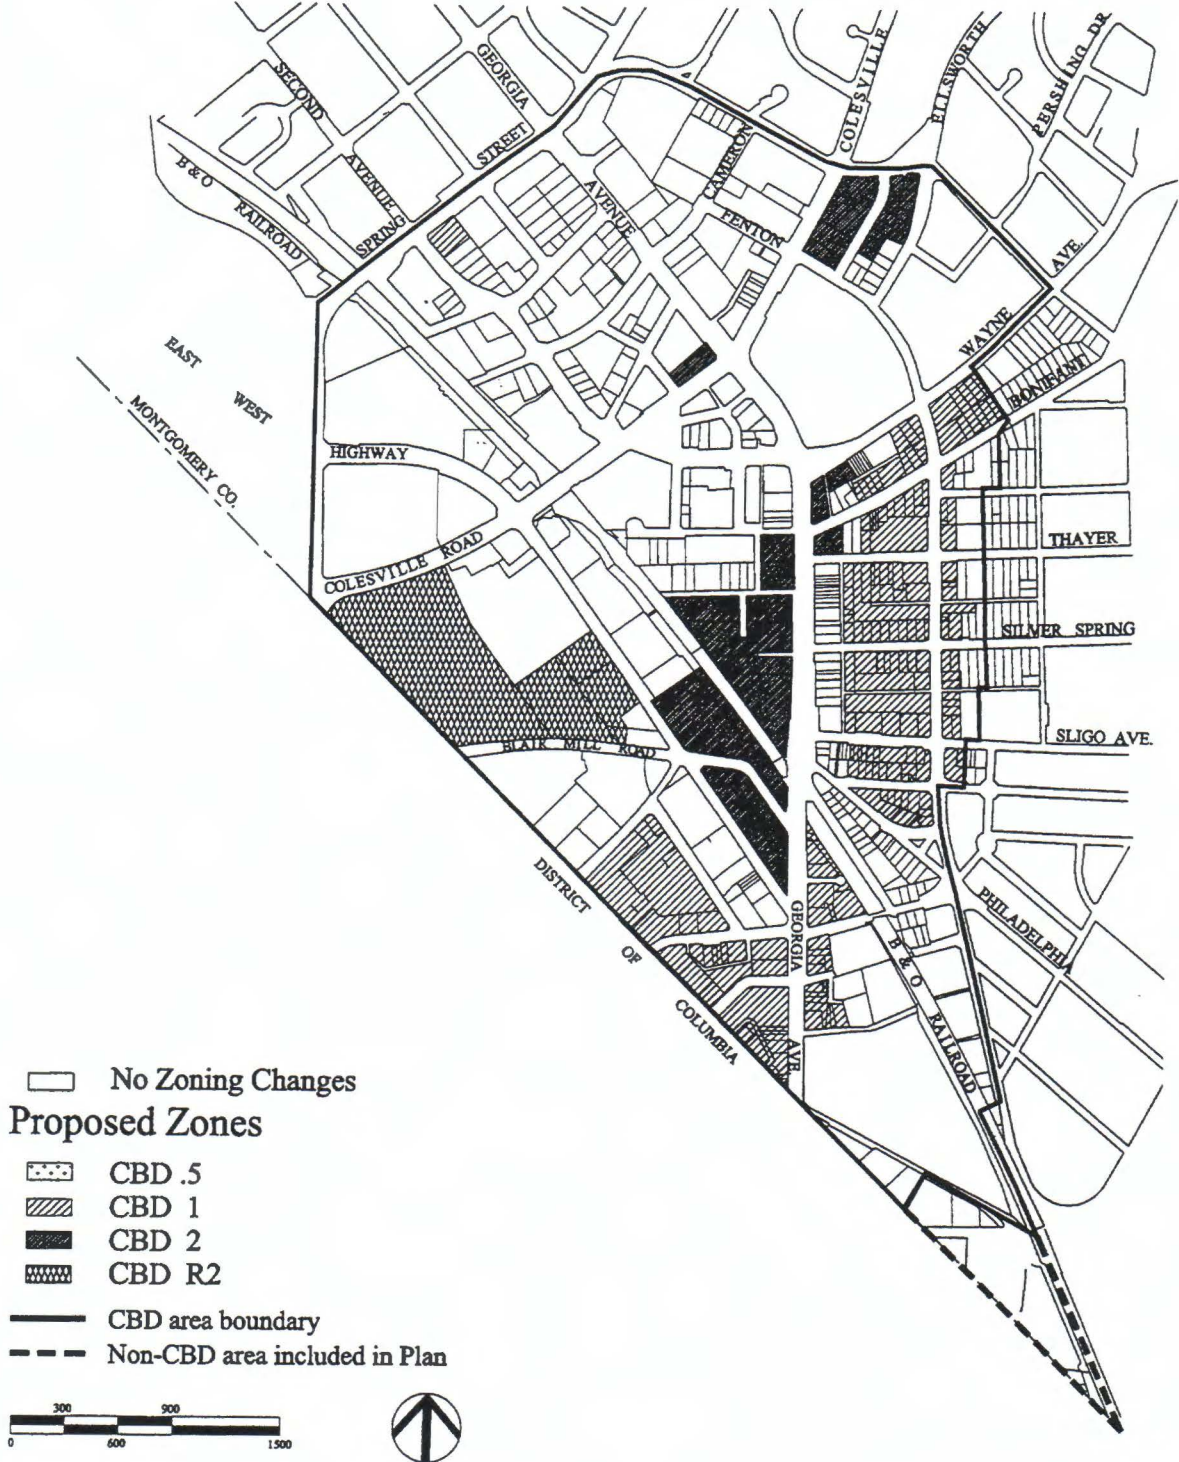 COLESVILLE
ELLSWORTH
PERSHING DR.
GEORGIA
SECOND
AVENUE
STREET
SPRING
B & O
RAILROAD
CAMERON
AVENUE
FENTON
AVE.
WAYNE
BONIFANT
EAST
WEST
HIGHWAY
MONTGOMERY CO.
COLESVILLE ROAD
THAYER
SILVER SPRING
SLIGO AVE.
BLAIR MILL ROAD
DISTRICT
OF
COLUMBIA
GEORGIA
AVE
PHILADELPHIA
B & O
RAILROAD
No Zoning Changes
Proposed Zones
CBD .5
CBD 1
CBD 2
CBD R2
CBD area boundary
Non-CBD area included in Plan
300 900
0 600 1500